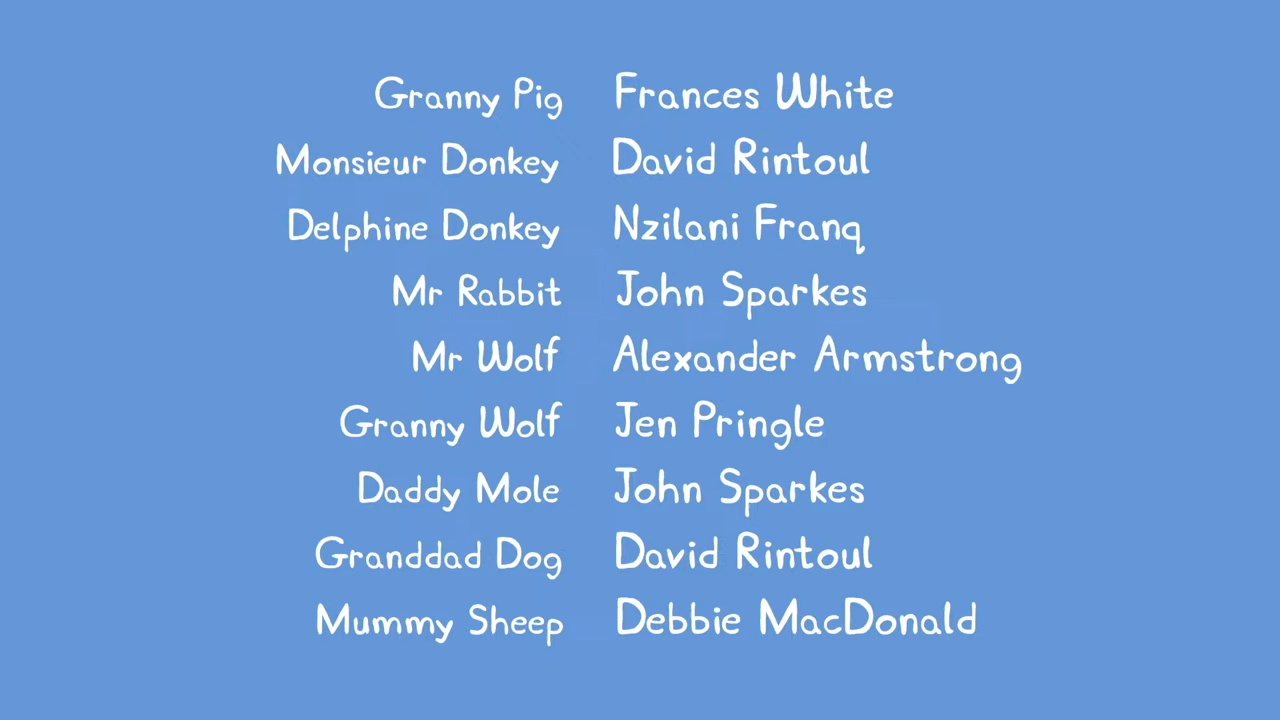 Granny Pig Frances White
Monsieur Donkey David Rintoul
Delphine Donkey Nzilani Franq
Mr Rabbit John Sparkes
Mr Wolf Alexander Armstrong
Granny Wolf Jen Pringle
Daddy Mole John Sparkes
Granddad Dog David Rintoul
Mummy Sheep Debbie MacDonald